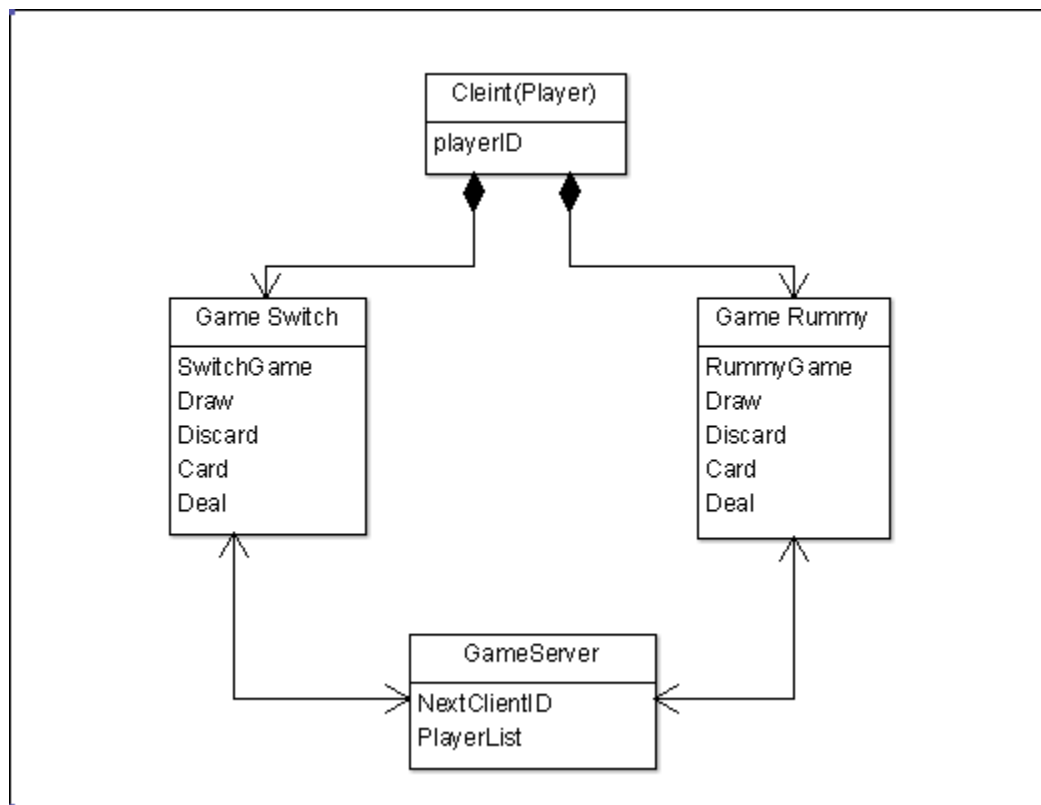 Cleint(Player)
playerID
Game Switch
SwitchGame
Draw
Discard
Card
Deal
Game Rummy
RummyGame
Draw
Discard
Card
Deal
GameServer
NextClientID
PlayerList